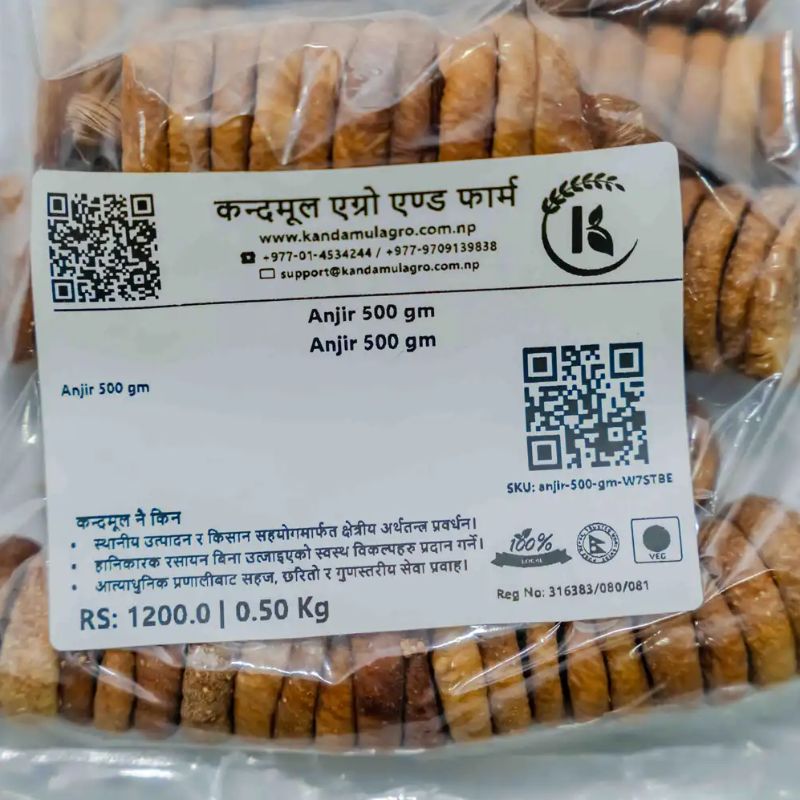 कन्दमूल एग्रो एण्ड फार्म
www.kandamulagro.com.np
+977-01-4534244 / +977-9709139838
support@kandamulagro.com.np
Anjir 500 gm
Anjir 500 gm
Anjir 500 gm
SKU: anjir-500-gm-W7STBE
कन्दमूल नै किन
• स्थानीय उत्पादन र किसान सहयोगमार्फत क्षेत्रीय अर्थतन्त्र प्रवर्धन।
• हानिकारक रसायन बिना उब्जाइएको स्वस्थ विकल्पहरु प्रदान गर्ने।
• आत्याधुनिक प्रणालीबाट सहज, छरितो र गुणस्तरीय सेवा प्रवाह।
100%
LOCAL
VEG
Reg No: 316383/080/081
RS: 1200.0 | 0.50 Kg